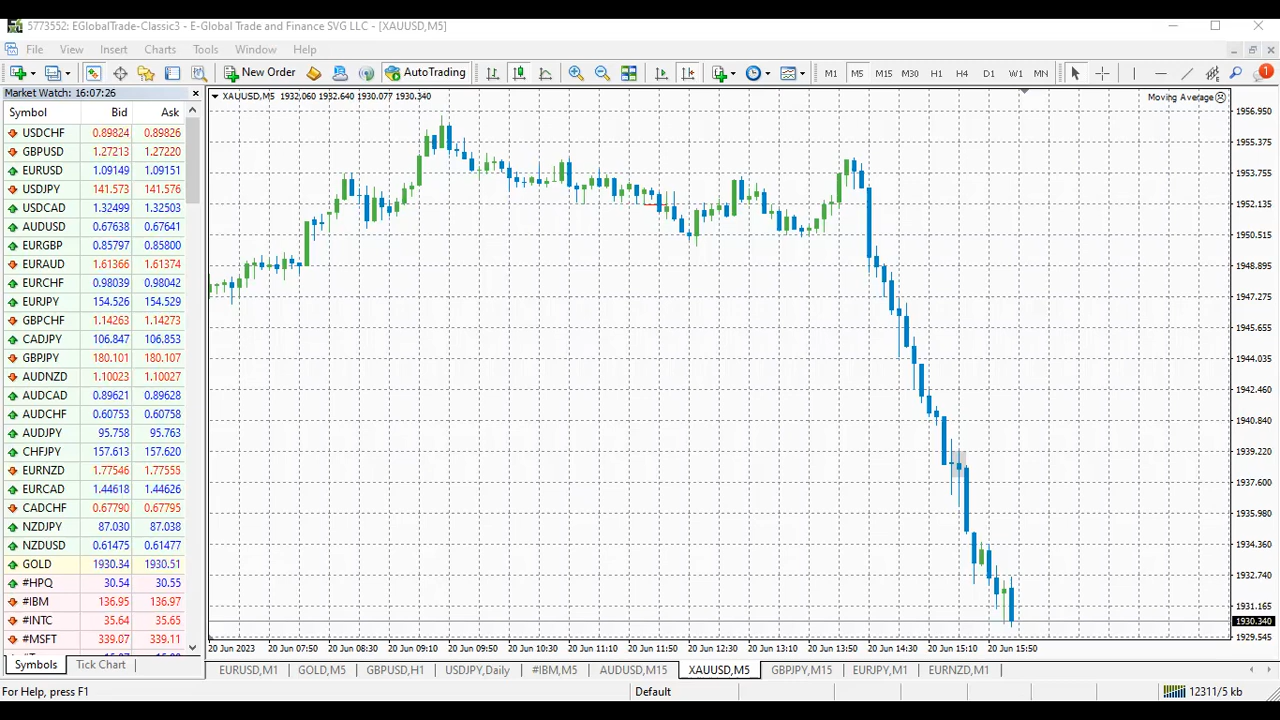 5773552: EGlobalTrade-Classic3 - E-Global Trade and Finance SVG LLC - [XAUUSD,M5]
File View Insert Charts Tools Window Help
New Order AutoTrading M1 M5 M15 M30 H1 H4 D1 W1 MN 1
Market Watch: 16:07:26
Symbol Bid Ask
USDCHF 0.89824 0.89826
GBPUSD 1.27213 1.27220
EURUSD 1.09149 1.09151
USDJPY 141.573 141.576
USDCAD 1.32499 1.32503
AUDUSD 0.67638 0.67641
EURGBP 0.85797 0.85800
EURAUD 1.61366 1.61374
EURCHF 0.98039 0.98042
EURJPY 154.526 154.529
GBPCHF 1.14263 1.14273
CADJPY 106.847 106.853
GBPJPY 180.101 180.107
AUDNZD 1.10023 1.10027
AUDCAD 0.89621 0.89628
AUDCHF 0.60753 0.60758
AUDJPY 95.758 95.763
CHFJPY 157.613 157.620
EURNZD 1.77546 1.77555
EURCAD 1.44618 1.44626
CADCHF 0.67790 0.67795
NZDJPY 87.030 87.038
NZDUSD 0.61475 0.61477
GOLD 1930.34 1930.51
#HPQ 30.54 30.55
#IBM 136.95 136.97
#INTC 35.64 35.65
#MSFT 339.07 339.11
Symbols Tick Chart
XAUUSD,M5 1932.060 1932.640 1930.077 1930.340
Moving Average
1956.950
1955.375
1953.755
1952.135
1950.515
1948.895
1947.275
1945.655
1944.035
1942.460
1940.840
1939.220
1937.600
1935.980
1934.360
1932.740
1931.165
1930.340
1929.545
20 Jun 2023 20 Jun 07:50 20 Jun 08:30 20 Jun 09:10 20 Jun 09:50 20 Jun 10:30 20 Jun 11:10 20 Jun 11:50 20 Jun 12:30 20 Jun 13:10 20 Jun 13:50 20 Jun 14:30 20 Jun 15:10 20 Jun 15:50
EURUSD,M1 GOLD,M5 GBPUSD,H1 USDJPY,Daily #IBM,M5 AUDUSD,M15 XAUUSD,M5 GBPJPY,M15 EURJPY,M1 EURNZD,M1
For Help, press F1 Default 12311/5 kb